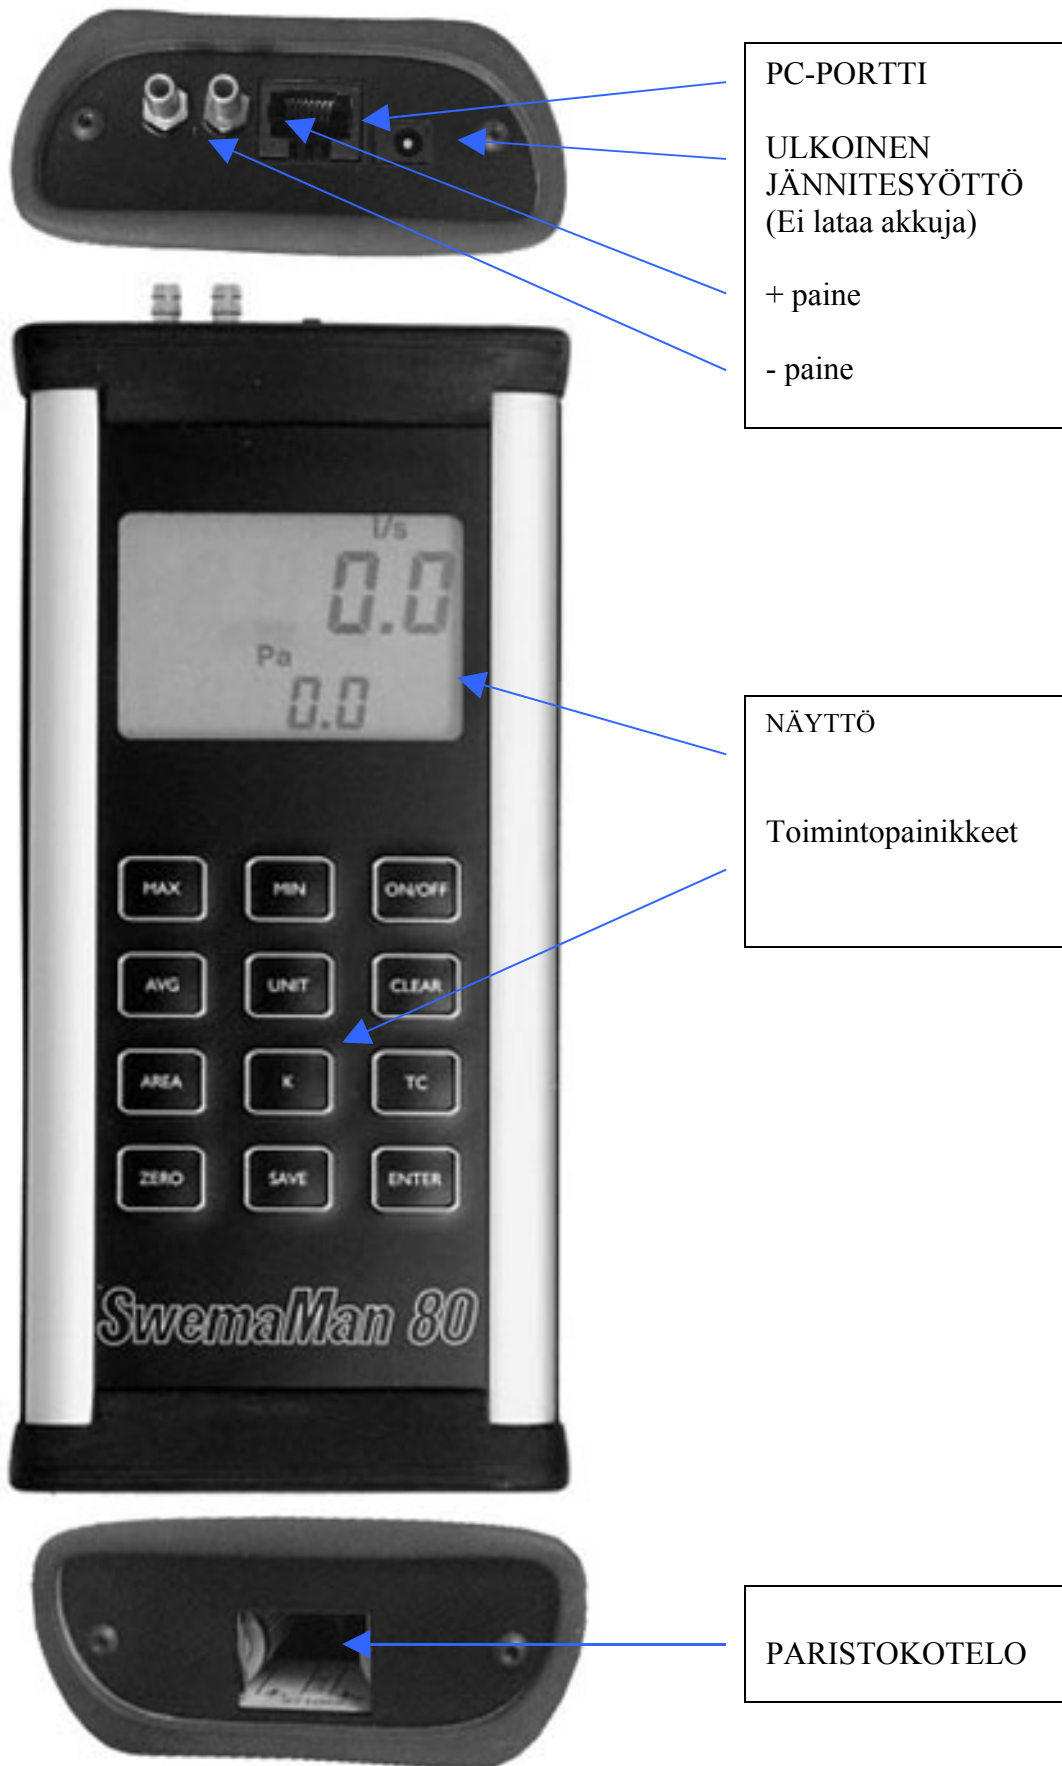 PC-PORTTI
ULKOINEN
JÄNNITESYÖTTÖ
(Ei lataa akkuja)
+ paine
- paine
l/s
0.0
Pa
0.0
NÄYTTÖ
Toimintopainikkeet
MAX MIN ON/OFF
AVG UNIT CLEAR
AREA K TC
ZERO SAVE ENTER
SwemaMan 80
PARISTOKOTELO